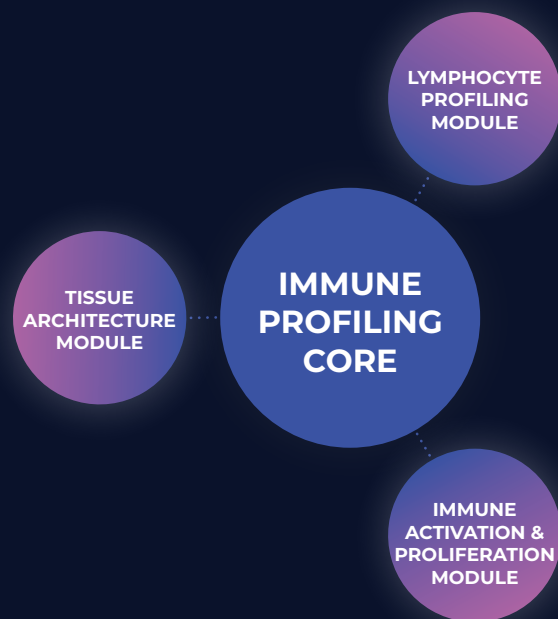 LYMPHOCYTE
PROFILING
MODULE
IMMUNE
PROFILING
CORE
TISSUE
ARCHITECTURE
MODULE
IMMUNE
ACTIVATION &
PROLIFERATION
MODULE